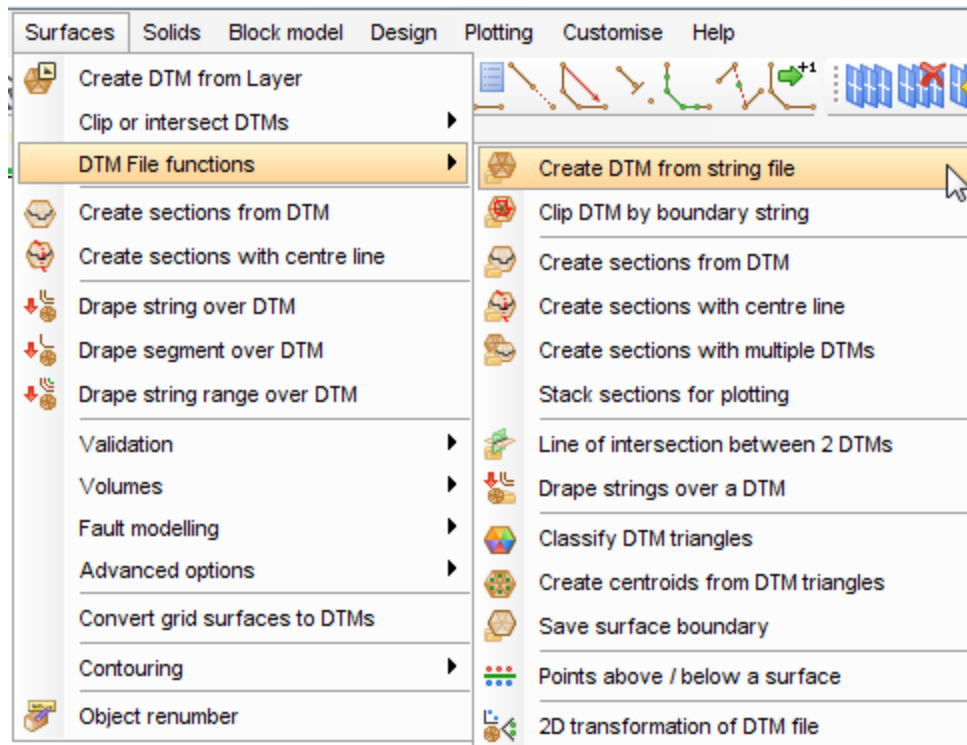 Surfaces Solids Block model Design Plotting Customise Help
+1
Create DTM from Layer
Clip or intersect DTMs
DTM File functions
Create sections from DTM
Create sections with centre line
Drape string over DTM
Drape segment over DTM
Drape string range over DTM
Validation
Volumes
Fault modelling
Advanced options
Convert grid surfaces to DTMs
Contouring
Object renumber
Create DTM from string file
Clip DTM by boundary string
Create sections from DTM
Create sections with centre line
Create sections with multiple DTMs
Stack sections for plotting
Line of intersection between 2 DTMs
Drape strings over a DTM
Classify DTM triangles
Create centroids from DTM triangles
Save surface boundary
Points above / below a surface
2D transformation of DTM file